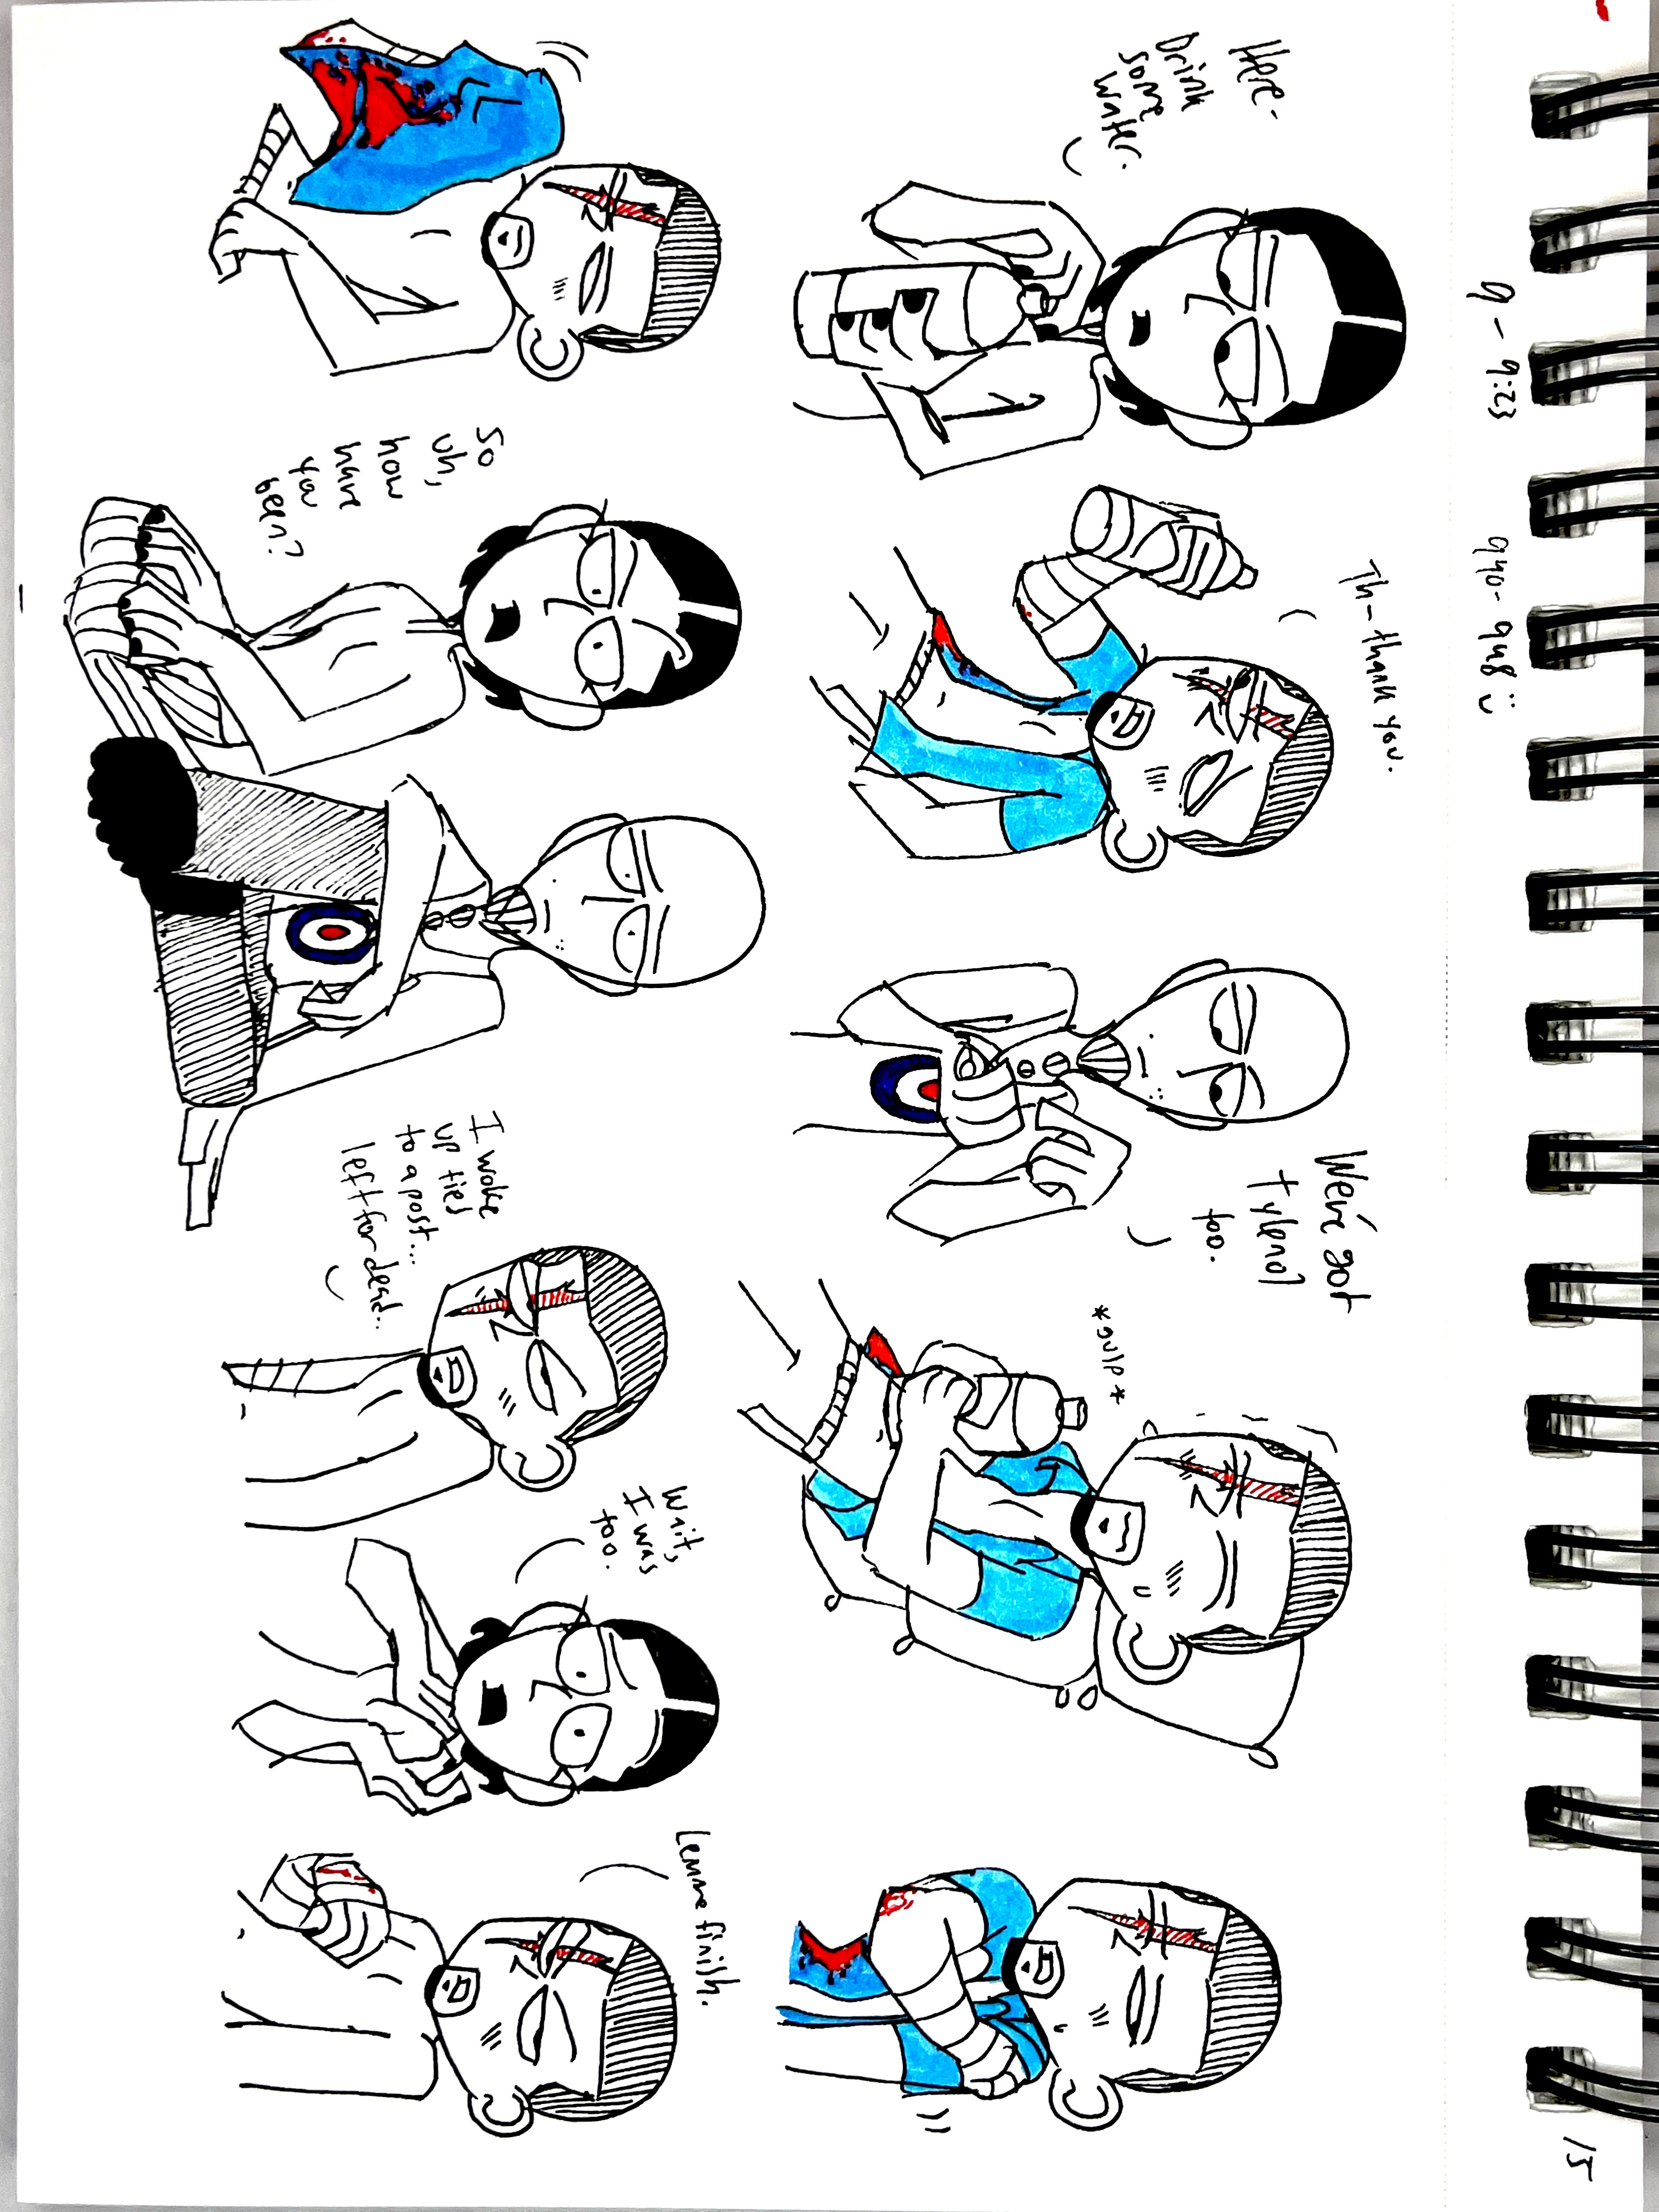 15
9 - 9:23
940- 948
Here-
Drink
some
water.
Th- thank you.
We've got
tylenol
too.
*gulp*
So
uh,
how
have
you
been?
I woke
up tied
to a post...
left for dead..
Wait,
I was
too.
Lemme finish.